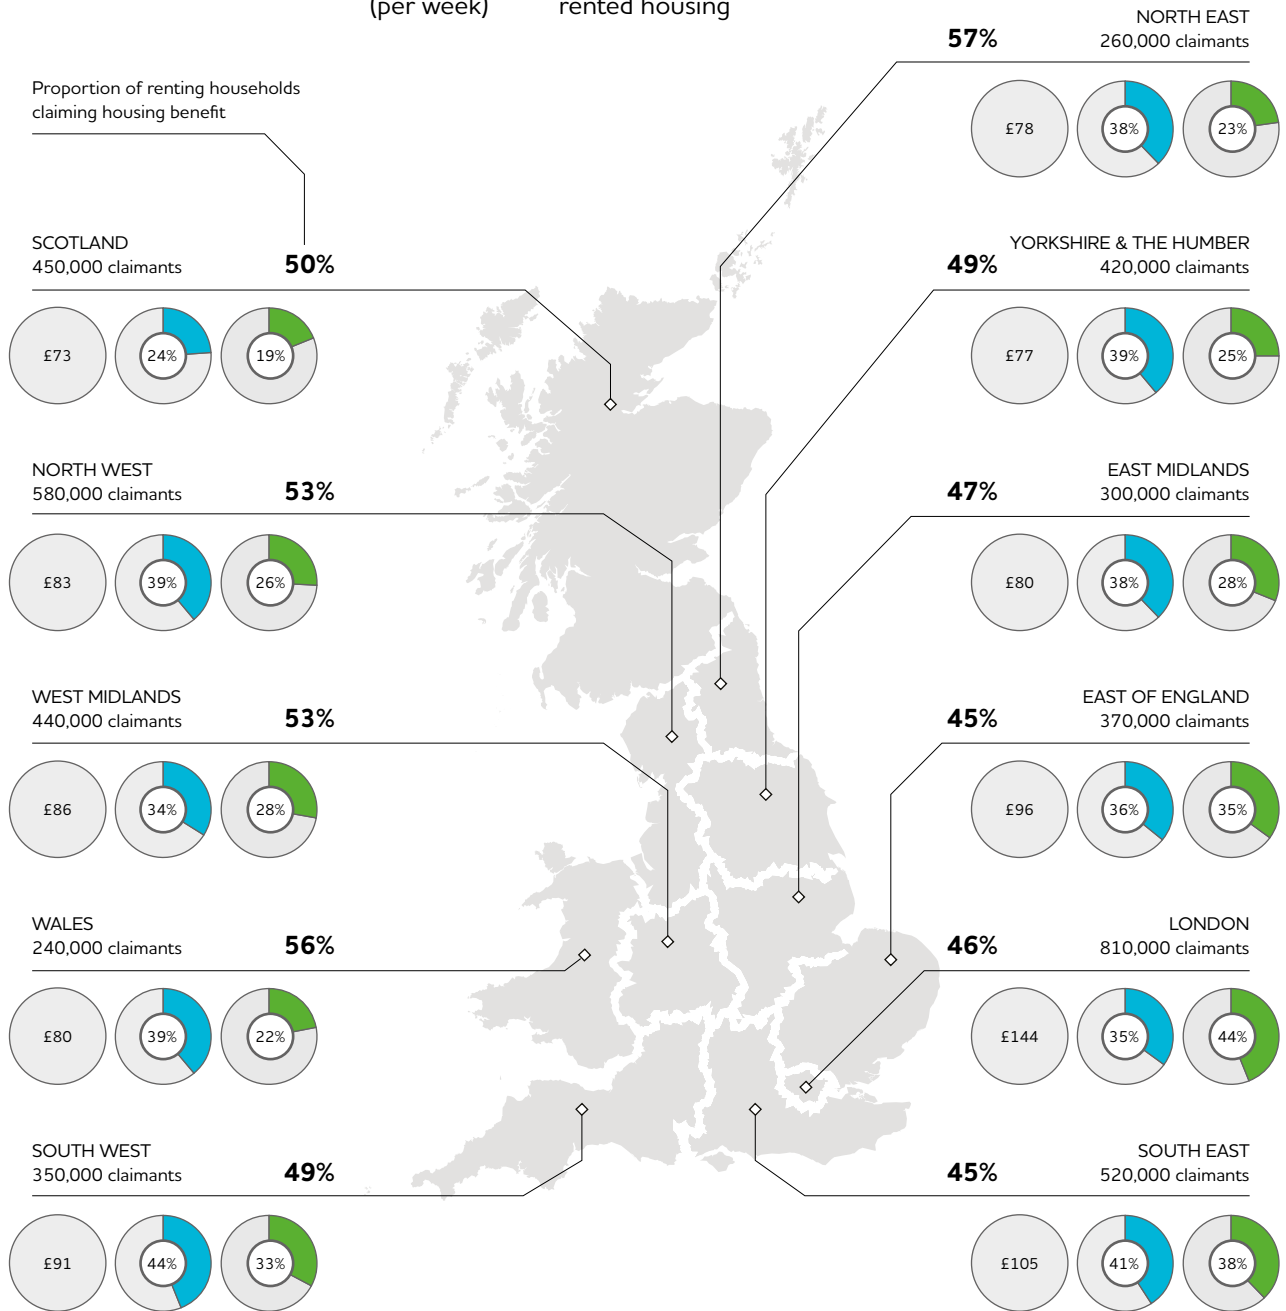 (per week)
rented housing
Proportion of renting households
claiming housing benefit
SCOTLAND
450,000 claimants
50%
£73
24%
19%
NORTH WEST
580,000 claimants
53%
£83
39%
26%
WEST MIDLANDS
440,000 claimants
53%
£86
34%
28%
WALES
240,000 claimants
56%
£80
39%
22%
SOUTH WEST
350,000 claimants
49%
£91
44%
33%
57%
NORTH EAST
260,000 claimants
£78
38%
23%
49%
YORKSHIRE & THE HUMBER
420,000 claimants
£77
39%
25%
47%
EAST MIDLANDS
300,000 claimants
£80
38%
28%
45%
EAST OF ENGLAND
370,000 claimants
£96
36%
35%
46%
LONDON
810,000 claimants
£144
35%
44%
45%
SOUTH EAST
520,000 claimants
£105
41%
38%